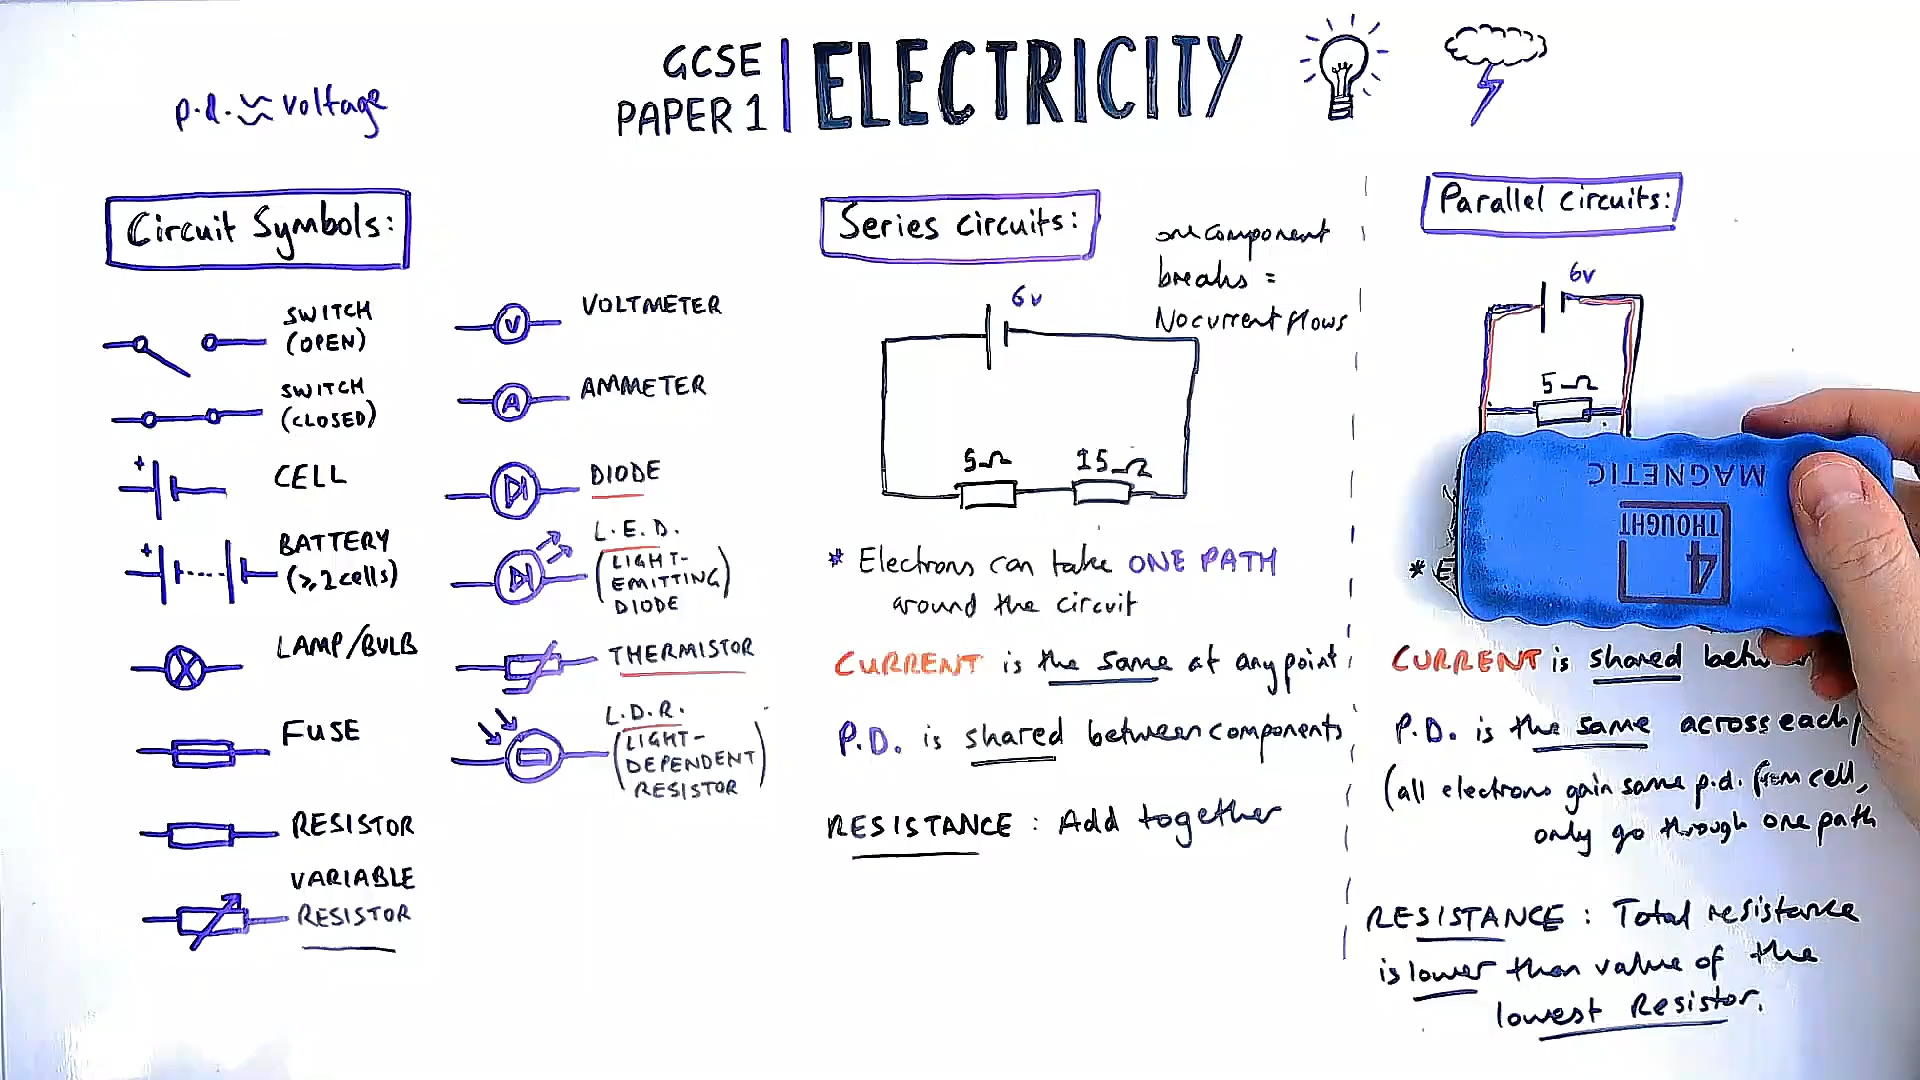 p.d. ≈ voltage
GCSE
PAPER 1
ELECTRICITY
Circuit Symbols:
SWITCH
(OPEN)
SWITCH
(CLOSED)
+
CELL
+
BATTERY
(≥2 cells)
LAMP/BULB
FUSE
RESISTOR
VARIABLE
RESISTOR
V
VOLTMETER
A
AMMETER
DIODE
L.E.D.
(LIGHT-
EMITTING
DIODE)
THERMISTOR
L.D.R.
(LIGHT-
DEPENDENT
RESISTOR)
Series circuits:
one component
breaks =
No current flows
6v
5Ω
15Ω
* Electrons can take ONE PATH
around the circuit
CURRENT is the same at any point
P.D. is shared between components
RESISTANCE : Add together
Parallel circuits:
6v
5Ω
MAGNETIC
THOUGHT
4
* E
CURRENT is shared betw
P.D. is the same across each
(all electrons gain same p.d. from cell,
only go through one path
RESISTANCE : Total resistance
is lower than value of the
lowest Resistor.